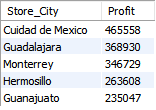 Store_City Profit
Cuidad de Mexico 465558
Guadalajara 368930
Monterrey 346729
Hermosillo 263608
Guanajuato 235047